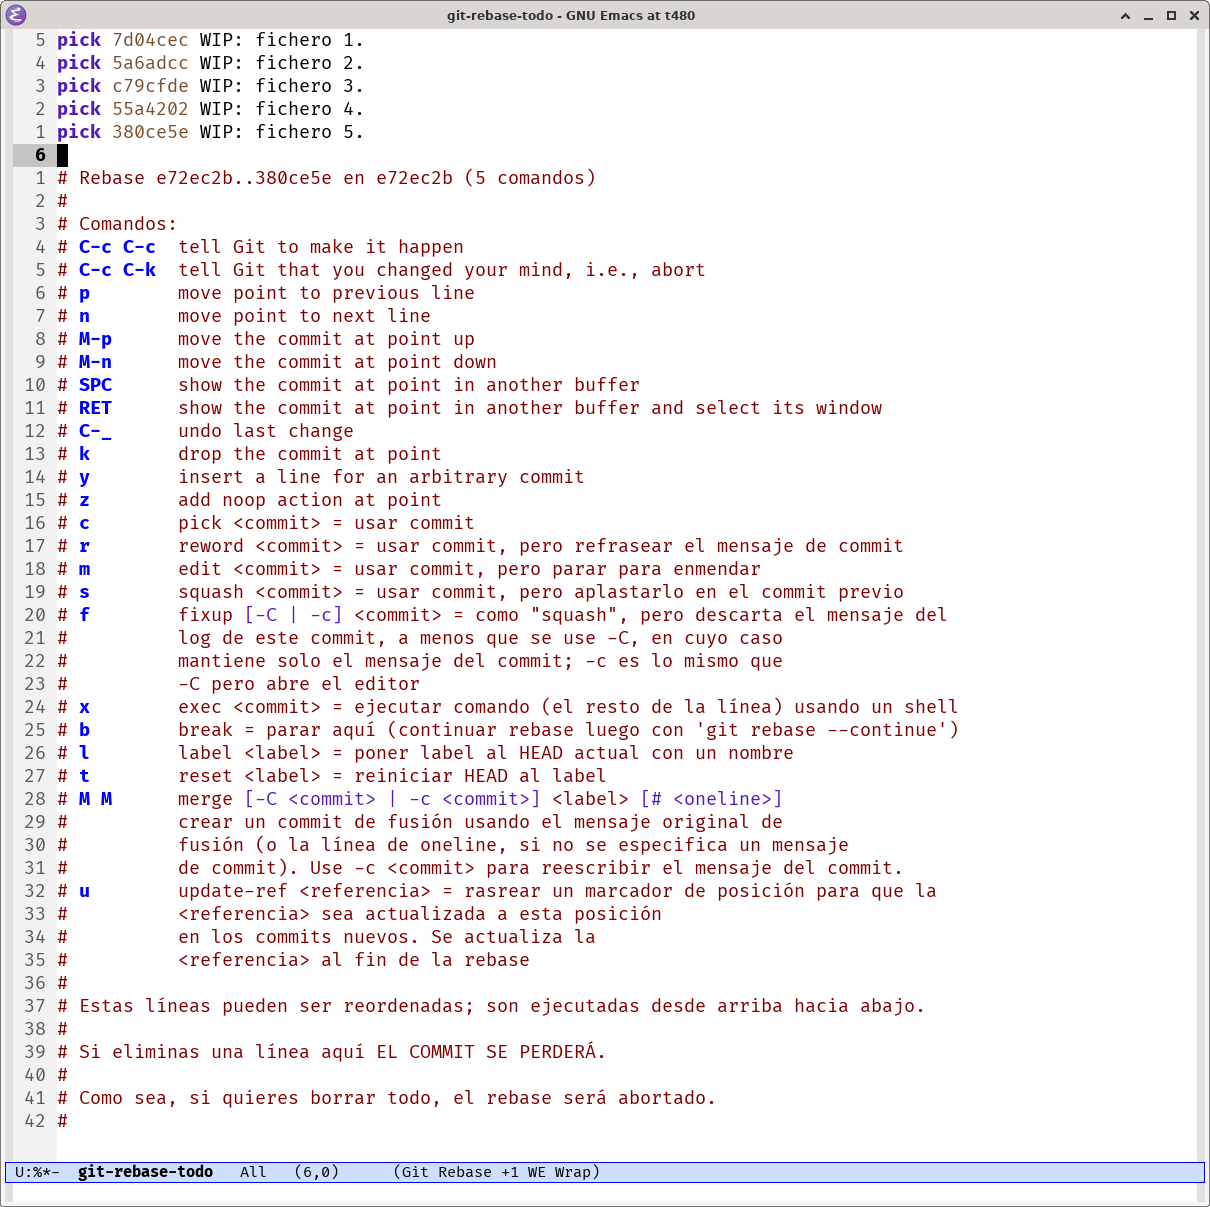 git-rebase-todo - GNU Emacs at t480
5 pick 7d04cec WIP: fichero 1.
4 pick 5a6adcc WIP: fichero 2.
3 pick c79cfde WIP: fichero 3.
2 pick 55a4202 WIP: fichero 4.
1 pick 380ce5e WIP: fichero 5.
6
1 # Rebase e72ec2b..380ce5e en e72ec2b (5 comandos)
2 #
3 # Comandos:
4 # C-c C-c  tell Git to make it happen
5 # C-c C-k  tell Git that you changed your mind, i.e., abort
6 # p        move point to previous line
7 # n        move point to next line
8 # M-p      move the commit at point up
9 # M-n      move the commit at point down
10 # SPC      show the commit at point in another buffer
11 # RET      show the commit at point in another buffer and select its window
12 # C-_      undo last change
13 # k        drop the commit at point
14 # y        insert a line for an arbitrary commit
15 # z        add noop action at point
16 # c        pick <commit> = usar commit
17 # r        reword <commit> = usar commit, pero refrasear el mensaje de commit
18 # m        edit <commit> = usar commit, pero parar para enmendar
19 # s        squash <commit> = usar commit, pero aplastarlo en el commit previo
20 # f        fixup [-C | -c] <commit> = como "squash", pero descarta el mensaje del
21 #          log de este commit, a menos que se use -C, en cuyo caso
22 #          mantiene solo el mensaje del commit; -c es lo mismo que
23 #          -C pero abre el editor
24 # x        exec <commit> = ejecutar comando (el resto de la línea) usando un shell
25 # b        break = parar aquí (continuar rebase luego con 'git rebase --continue')
26 # l        label <label> = poner label al HEAD actual con un nombre
27 # t        reset <label> = reiniciar HEAD al label
28 # M M      merge [-C <commit> | -c <commit>] <label> [# <oneline>]
29 #          crear un commit de fusión usando el mensaje original de
30 #          fusión (o la línea de oneline, si no se especifica un mensaje
31 #          de commit). Use -c <commit> para reescribir el mensaje del commit.
32 # u        update-ref <referencia> = rasrear un marcador de posición para que la
33 #          <referencia> sea actualizada a esta posición
34 #          en los commits nuevos. Se actualiza la
35 #          <referencia> al fin de la rebase
36 #
37 # Estas líneas pueden ser reordenadas; son ejecutadas desde arriba hacia abajo.
38 #
39 # Si eliminas una línea aquí EL COMMIT SE PERDERÁ.
40 #
41 # Como sea, si quieres borrar todo, el rebase será abortado.
42 #
U:%*-  git-rebase-todo   All   (6,0)      (Git Rebase +1 WE Wrap)